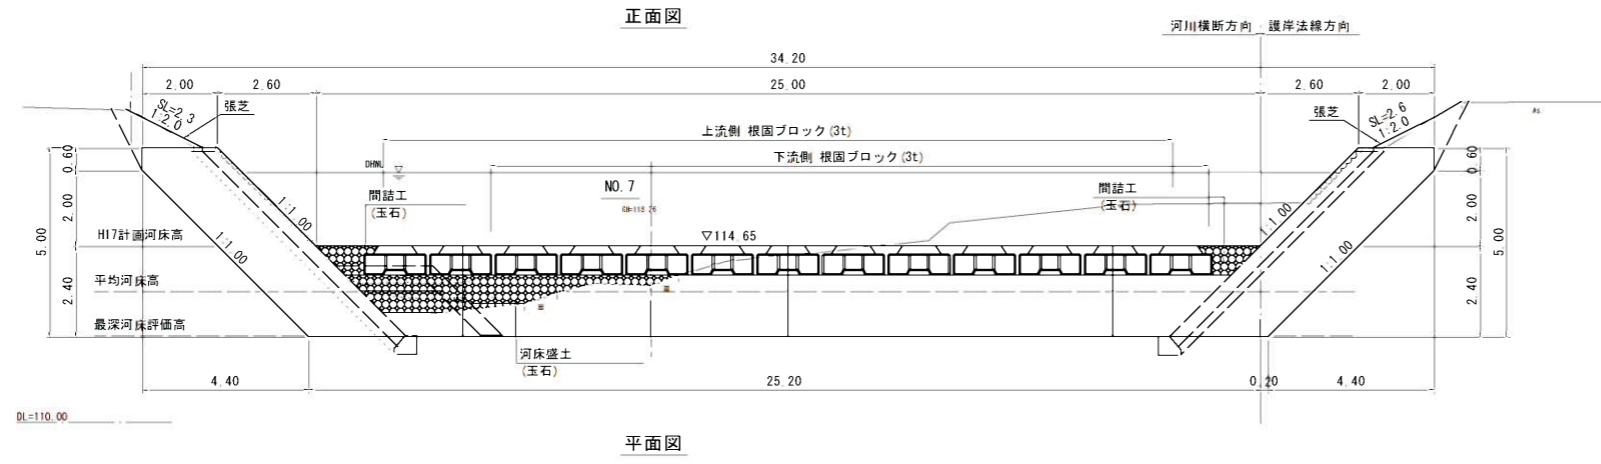 正面図
河川横断方向 護岸法線方向
34.20
2.00 2.60 25.00 2.60 2.00
SL=2.3
1:2.0
張芝
張芝
SL=2.6
1:2.0
As
上流側 根固ブロック(3t)
下流側 根固ブロック(3t)
DHWL
NO.7
間詰工
(玉石)
間詰工
(玉石)
0.60
2.00
5.00
2.40
0.60
2.00
5.00
2.40
1:1.00
1:1.00
1:1.00
1:1.00
H17計画河床高
▽114.65
平均河床高
最深河床評価高
河床盛土
(玉石)
4.40 25.20 0.20 4.40
DL=110.00
平面図